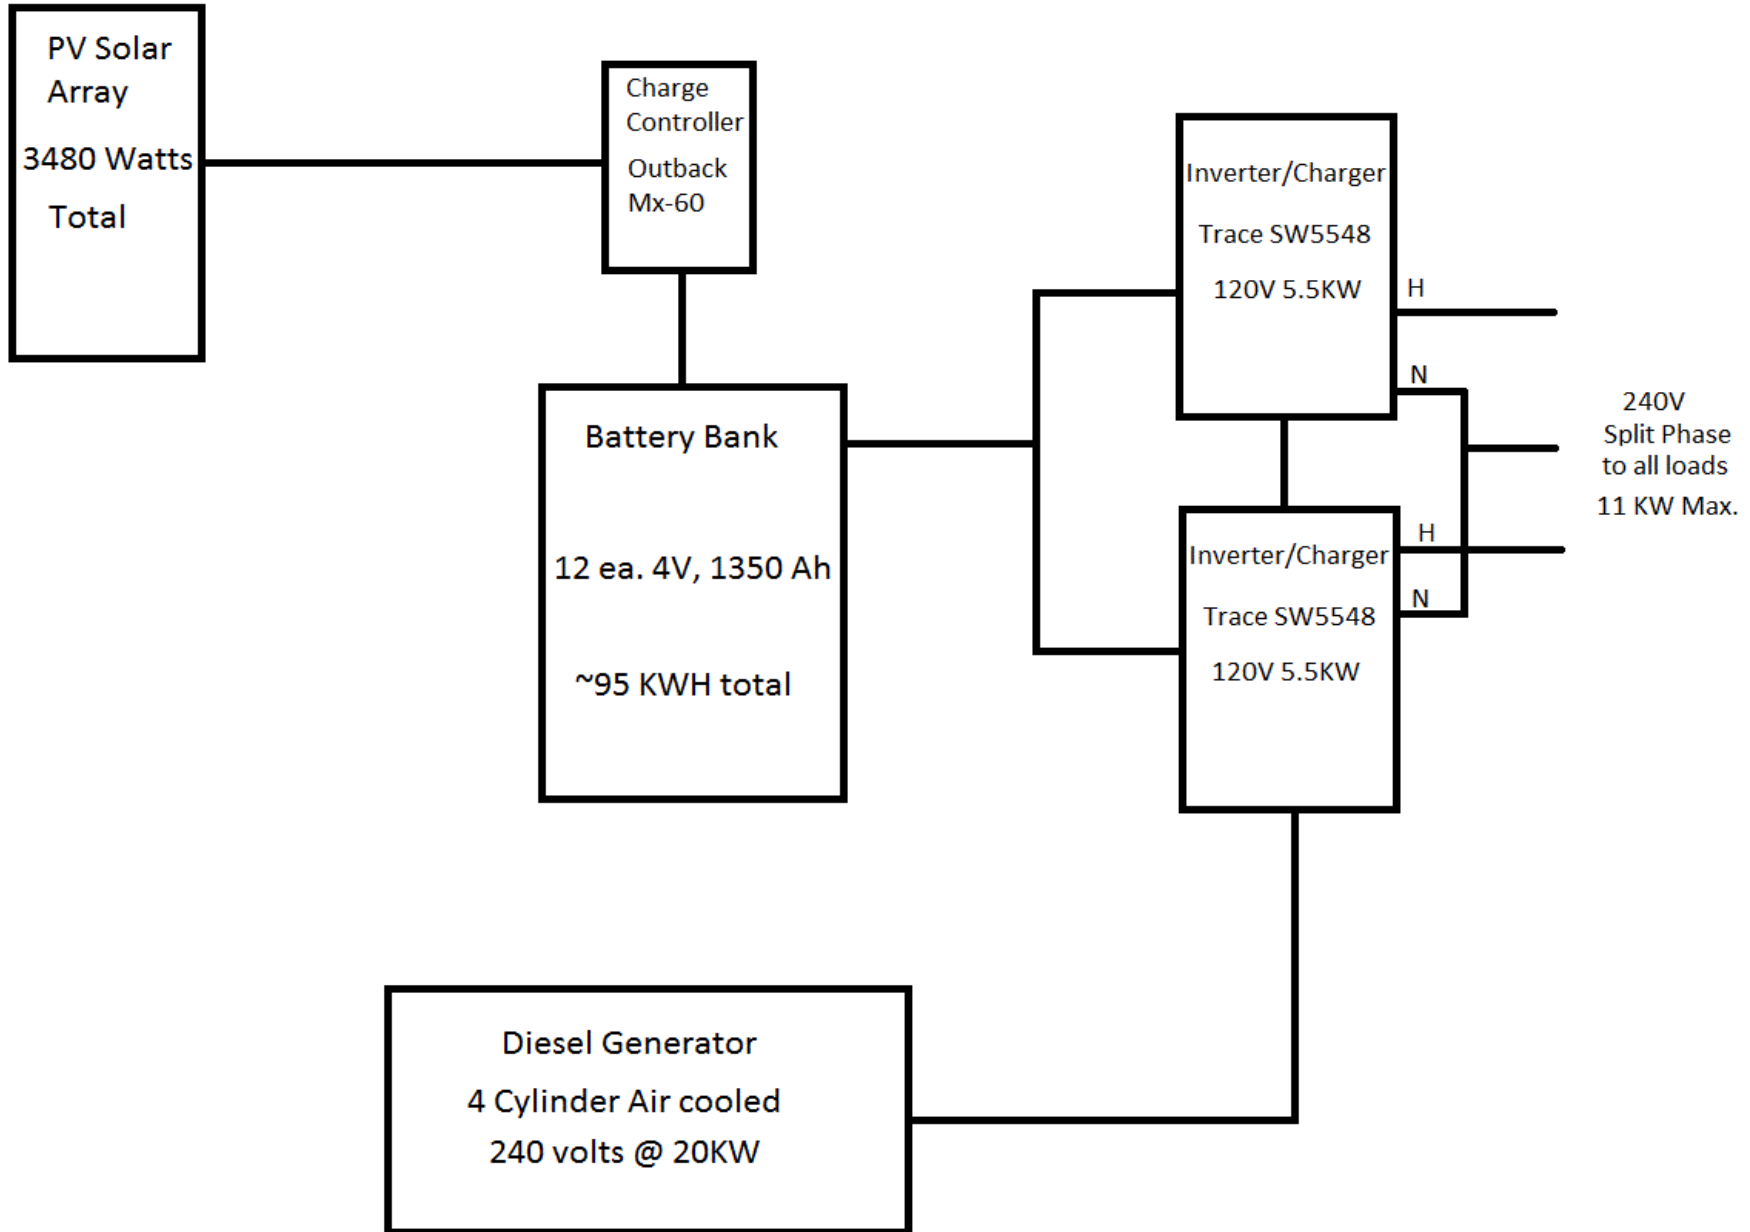 PV Solar
Array
3480 Watts
Total
Charge
Controller
Outback
Mx-60
Battery Bank
12 ea. 4V, 1350 Ah
~95 KWH total
Inverter/Charger
Trace SW5548
120V 5.5KW
H
N
240V
Split Phase
to all loads
11 KW Max.
Inverter/Charger
Trace SW5548
120V 5.5KW
H
N
Diesel Generator
4 Cylinder Air cooled
240 volts @ 20KW